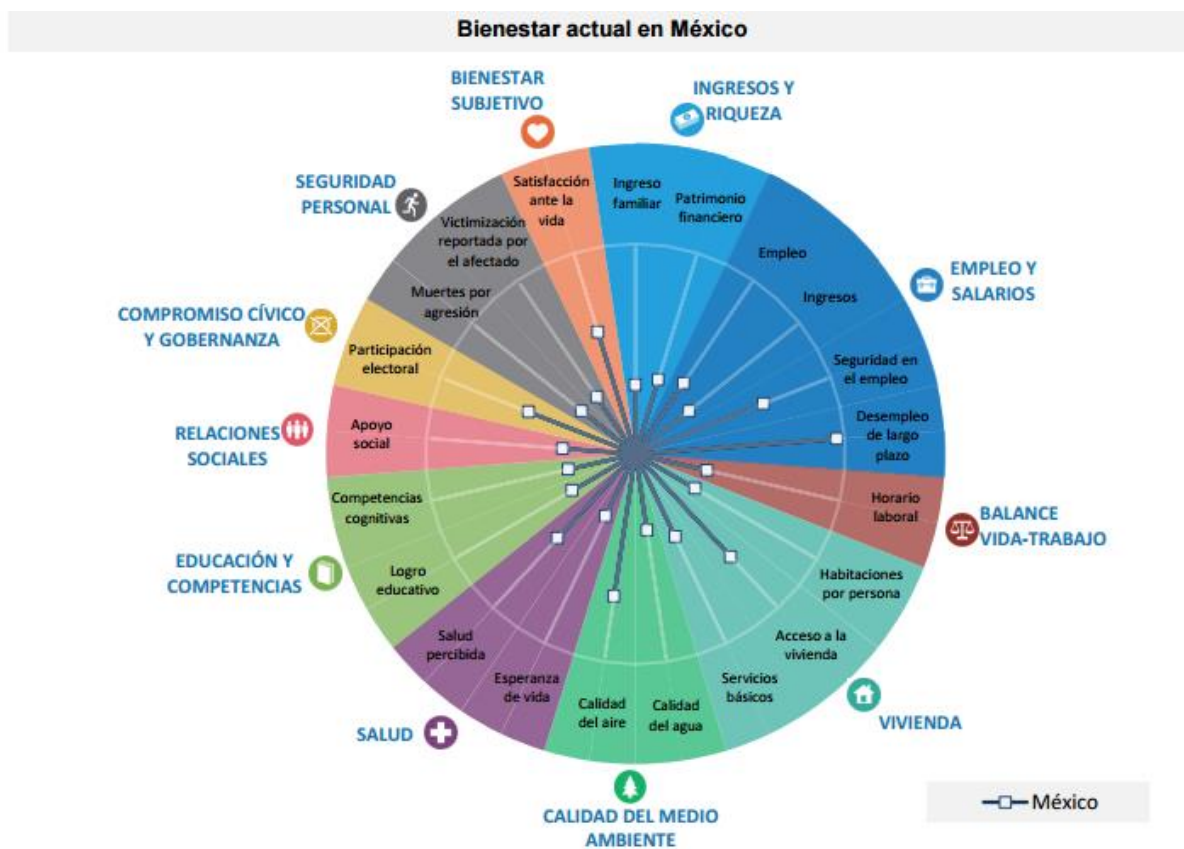 Bienestar actual en México
BIENESTAR
SUBJETIVO
INGRESOS Y
RIQUEZA
SEGURIDAD
PERSONAL
EMPLEO Y
SALARIOS
COMPROMISO CÍVICO
Y GOBERNANZA
RELACIONES
SOCIALES
BALANCE
VIDA-TRABAJO
EDUCACIÓN Y
COMPETENCIAS
VIVIENDA
SALUD
CALIDAD DEL MEDIO
AMBIENTE
Satisfacción
ante la
vida
Ingreso
familiar
Patrimonio
financiero
Empleo
Ingresos
Seguridad en
el empleo
Desempleo
de largo
plazo
Horario
laboral
Habitaciones
por persona
Acceso a la
vivienda
Servicios
básicos
Calidad
del agua
Calidad
del aire
Esperanza
de vida
Salud
percibida
Logro
educativo
Competencias
cognitivas
Apoyo
social
Participación
electoral
Muertes por
agresión
Victimización
reportada por
el afectado
México